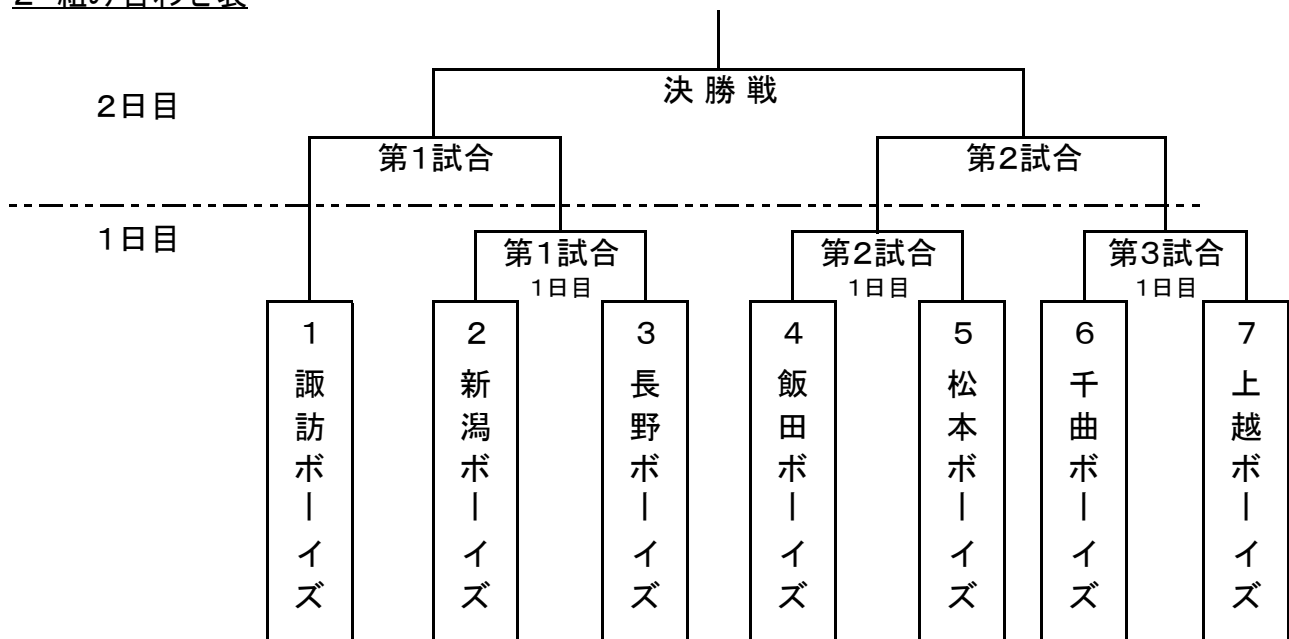 2 組み合わせ表
決 勝 戦
2日目
第1試合
第2試合
1日目
第1試合
1日目
第2試合
1日目
第3試合
1日目
1
諏訪ボーイズ
2
新潟ボーイズ
3
長野ボーイズ
4
飯田ボーイズ
5
松本ボーイズ
6
千曲ボーイズ
7
上越ボーイズ